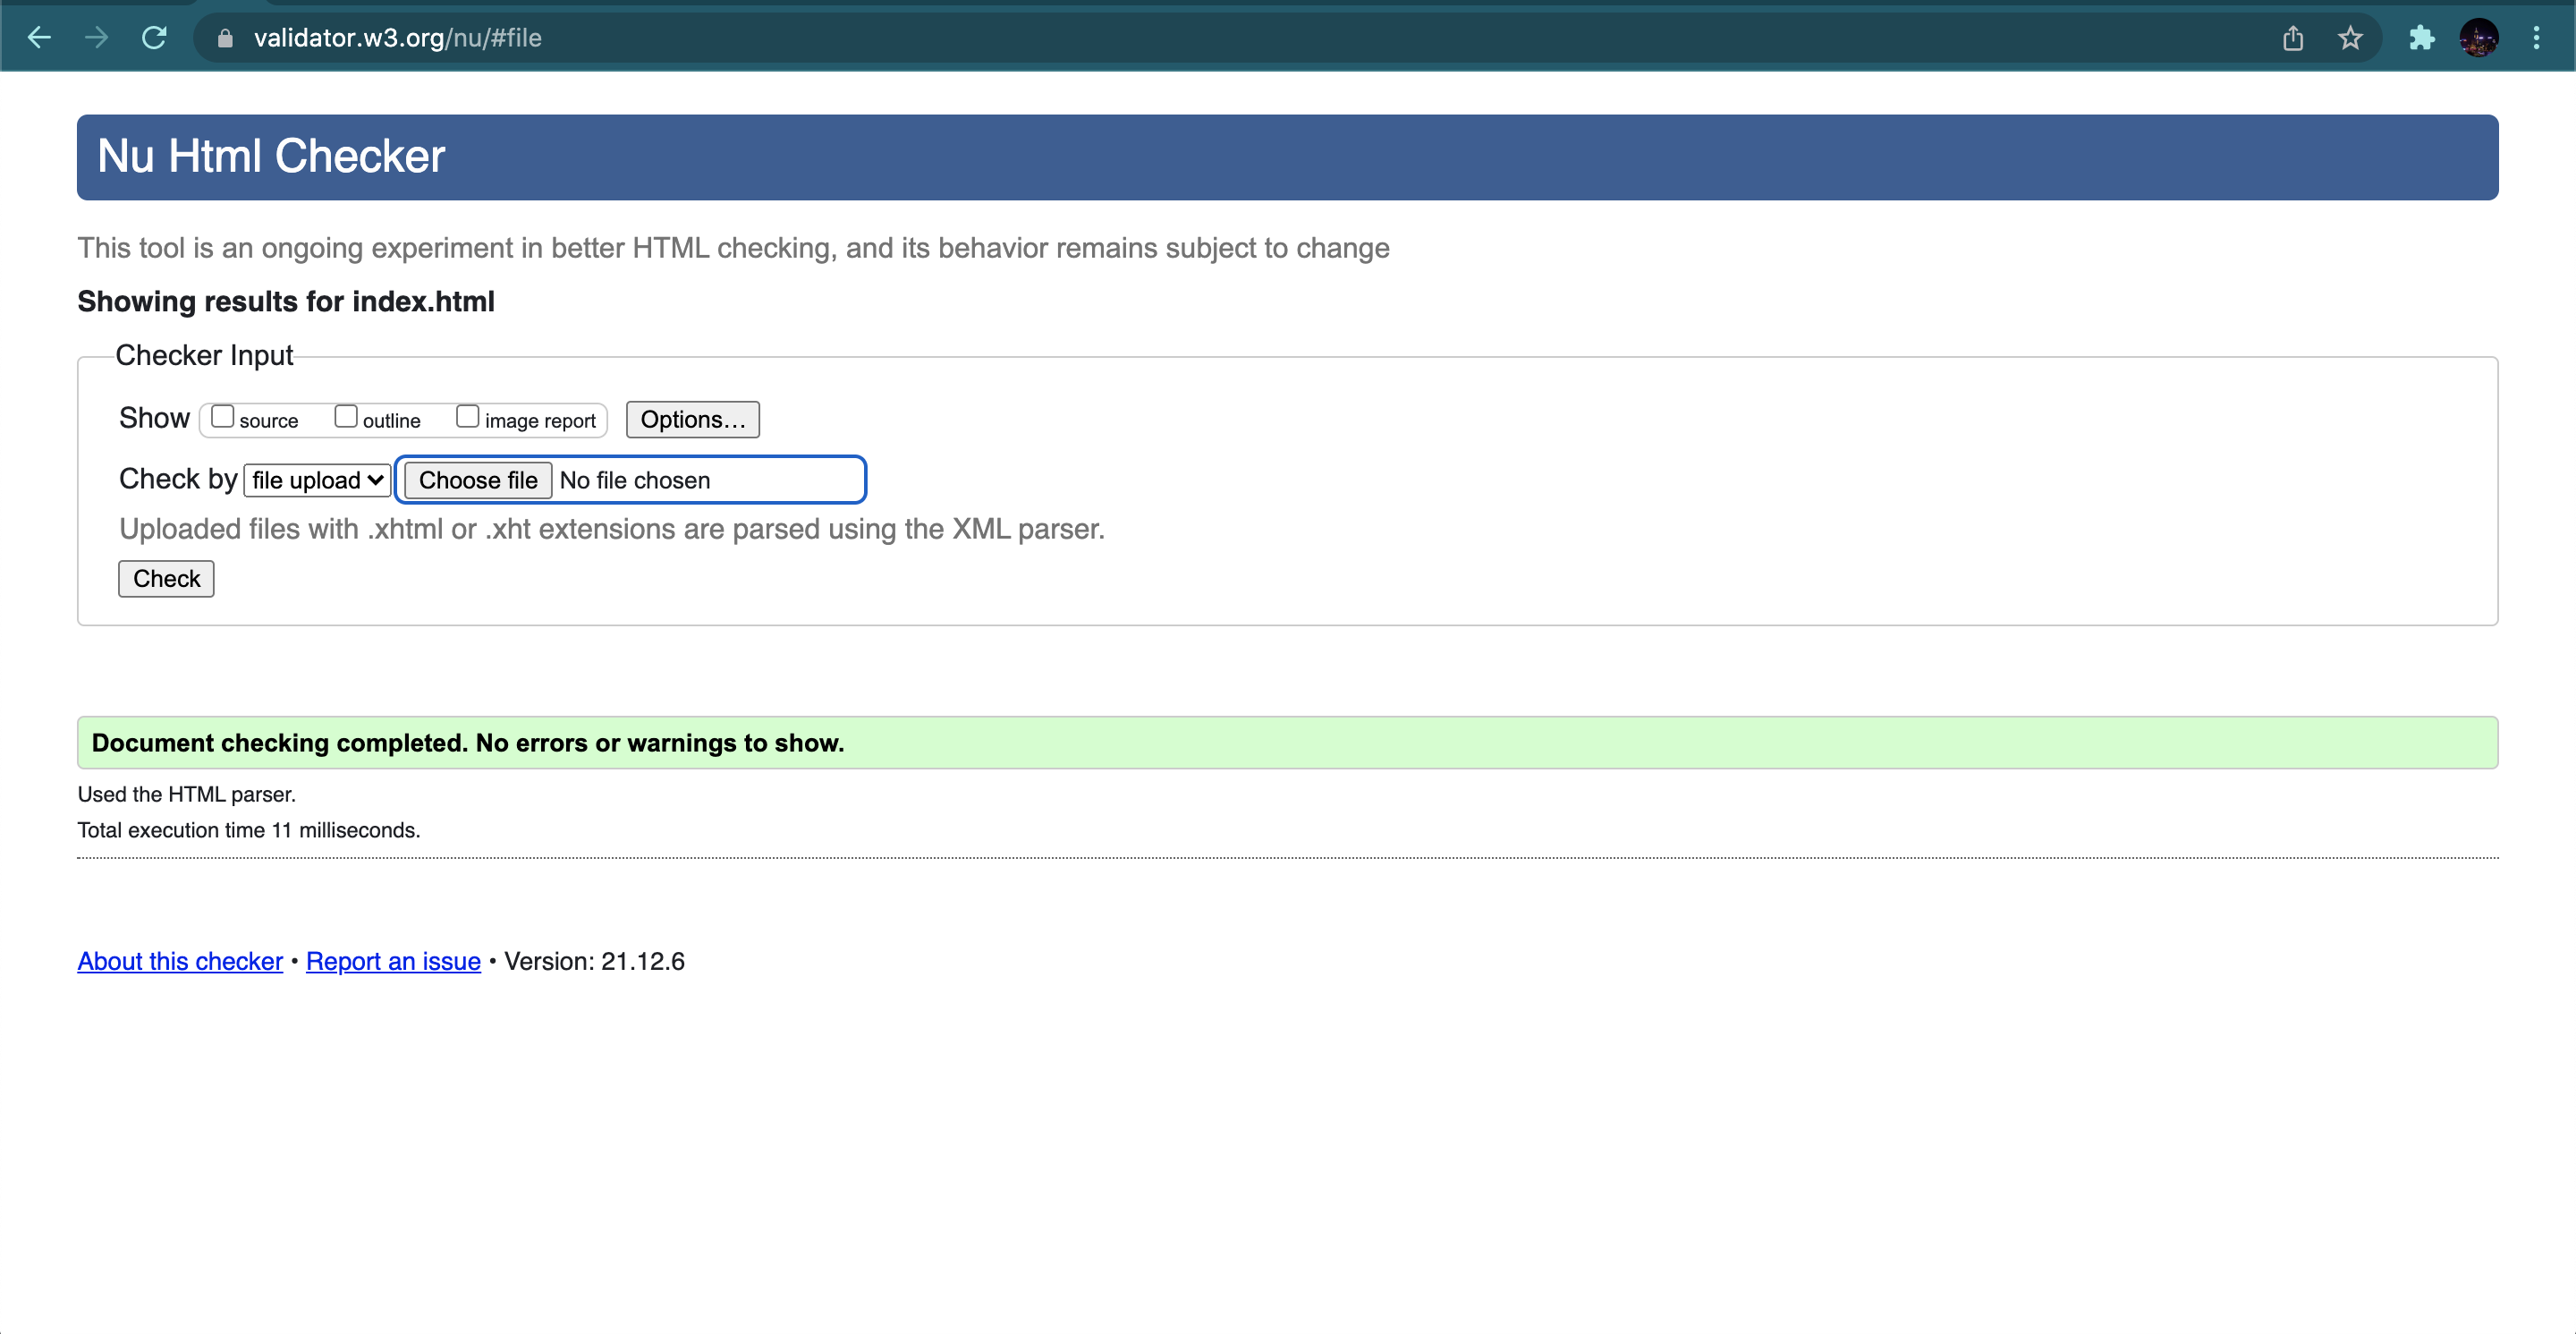 validator.w3.org/nu/#file
Nu Html Checker
This tool is an ongoing experiment in better HTML checking, and its behavior remains subject to change
Showing results for index.html
Checker Input
Show source outline image report Options...
Check by file upload Choose file No file chosen
Uploaded files with .xhtml or .xht extensions are parsed using the XML parser.
Check
Document checking completed. No errors or warnings to show.
Used the HTML parser.
Total execution time 11 milliseconds.
About this checker • Report an issue • Version: 21.12.6